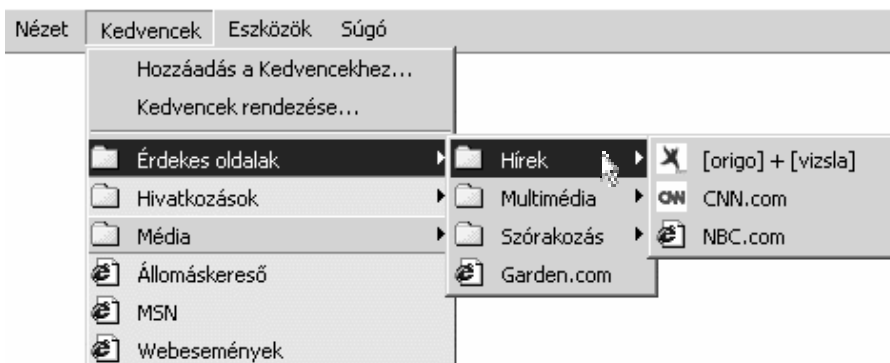 Nézet Kedvencek Eszközök Súgó
Hozzáadás a Kedvencekhez...
Kedvencek rendezése...
Érdekes oldalak
Hivatkozások
Média
Állomáskereső
MSN
Webesemények
Hírek
Multimédia
Szórakozás
Garden.com
[origo] + [vizsla]
CNN CNN.com
NBC.com